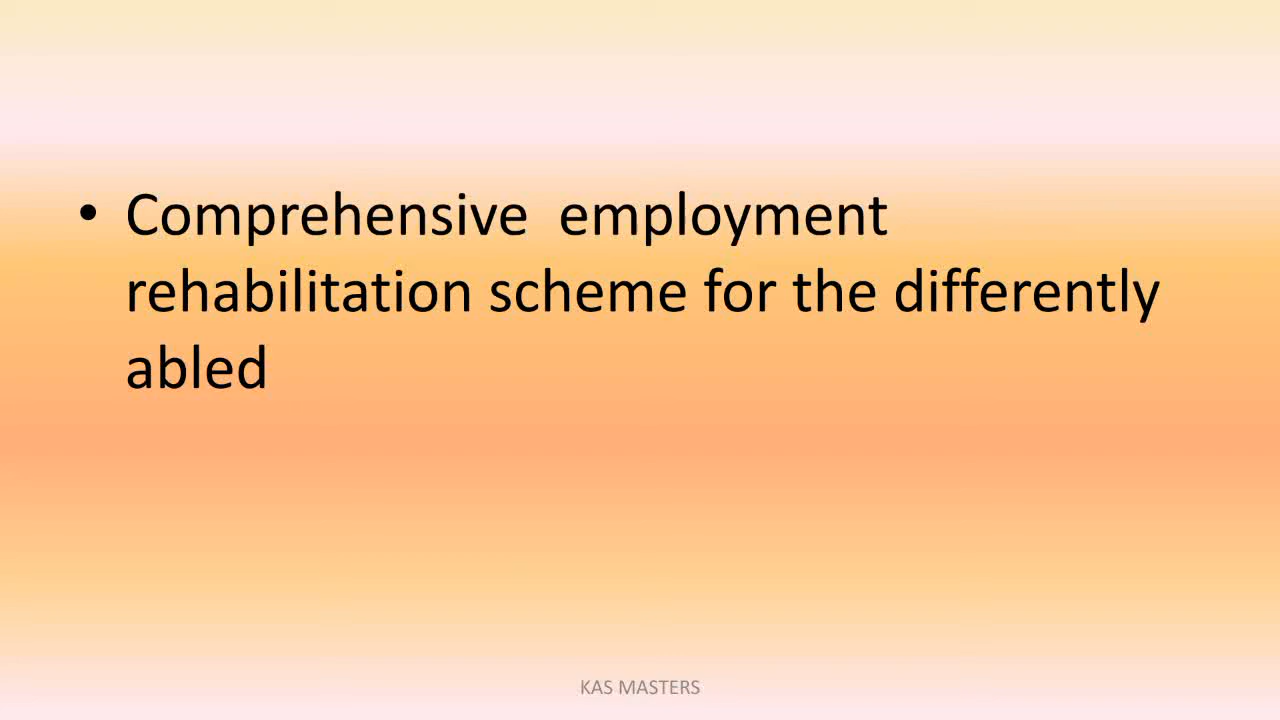 • Comprehensive  employment
rehabilitation scheme for the differently
abled
KAS MASTERS